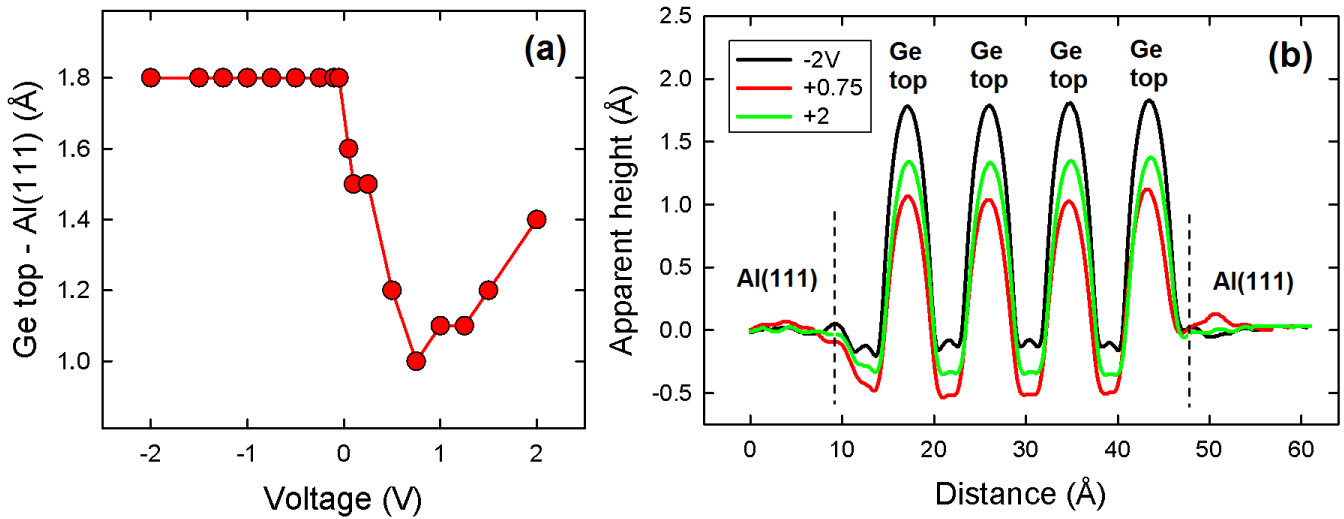 (a)
Ge top - Al(111) (Å)
1.8
1.6
1.4
1.2
1.0
-2
-1
0
1
2
Voltage (V)
(b)
-2V
+0.75
+2
Ge top
Ge top
Ge top
Ge top
Al(111)
Al(111)
Apparent height (Å)
2.5
2.0
1.5
1.0
0.5
0.0
-0.5
0
10
20
30
40
50
60
Distance (Å)